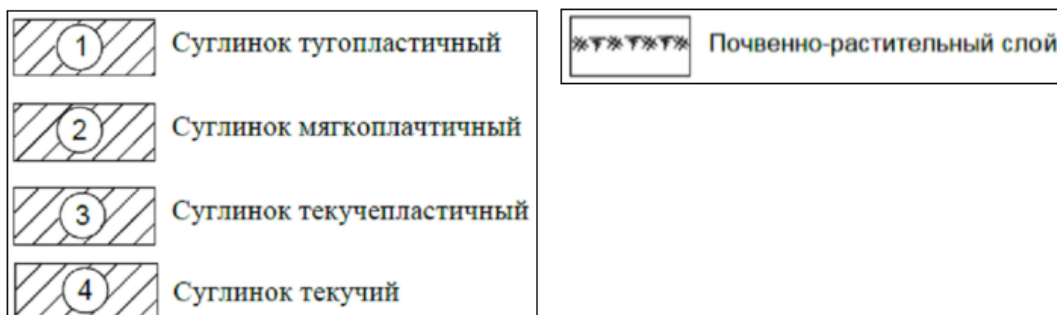 1 Суглинок тугопластичный
2 Суглинок мягкоплачтичный
3 Суглинок текучепластичный
4 Суглинок текучий
Почвенно-растительный слой